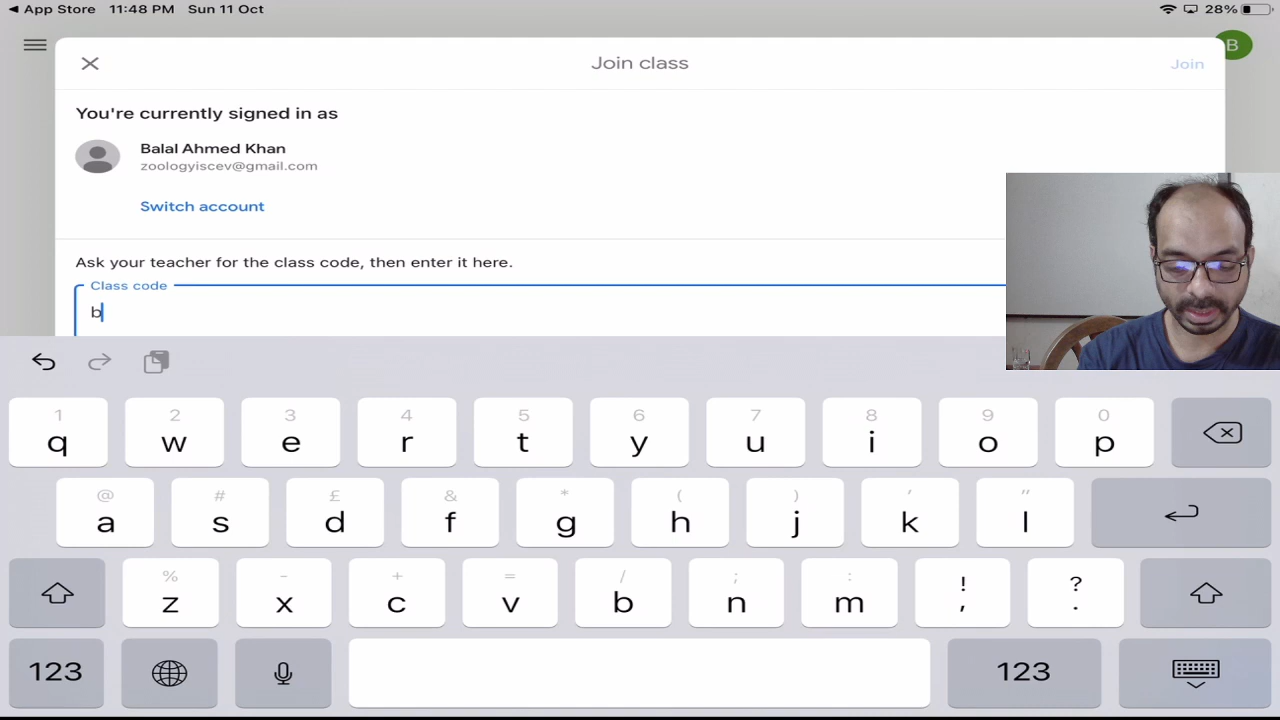 App Store 11:48 PM Sun 11 Oct 28%
B
Join class Join
You're currently signed in as
Balal Ahmed Khan
zoologyiscev@gmail.com
Switch account
Ask your teacher for the class code, then enter it here.
Class code
b
1 2 3 4 5 6 7 8 9 0
q w e r t y u i o p
@ # £ & * ( ) ' "
a s d f g h j k l
% - + = / ; : ! ?
z x c v b n m , .
123 123